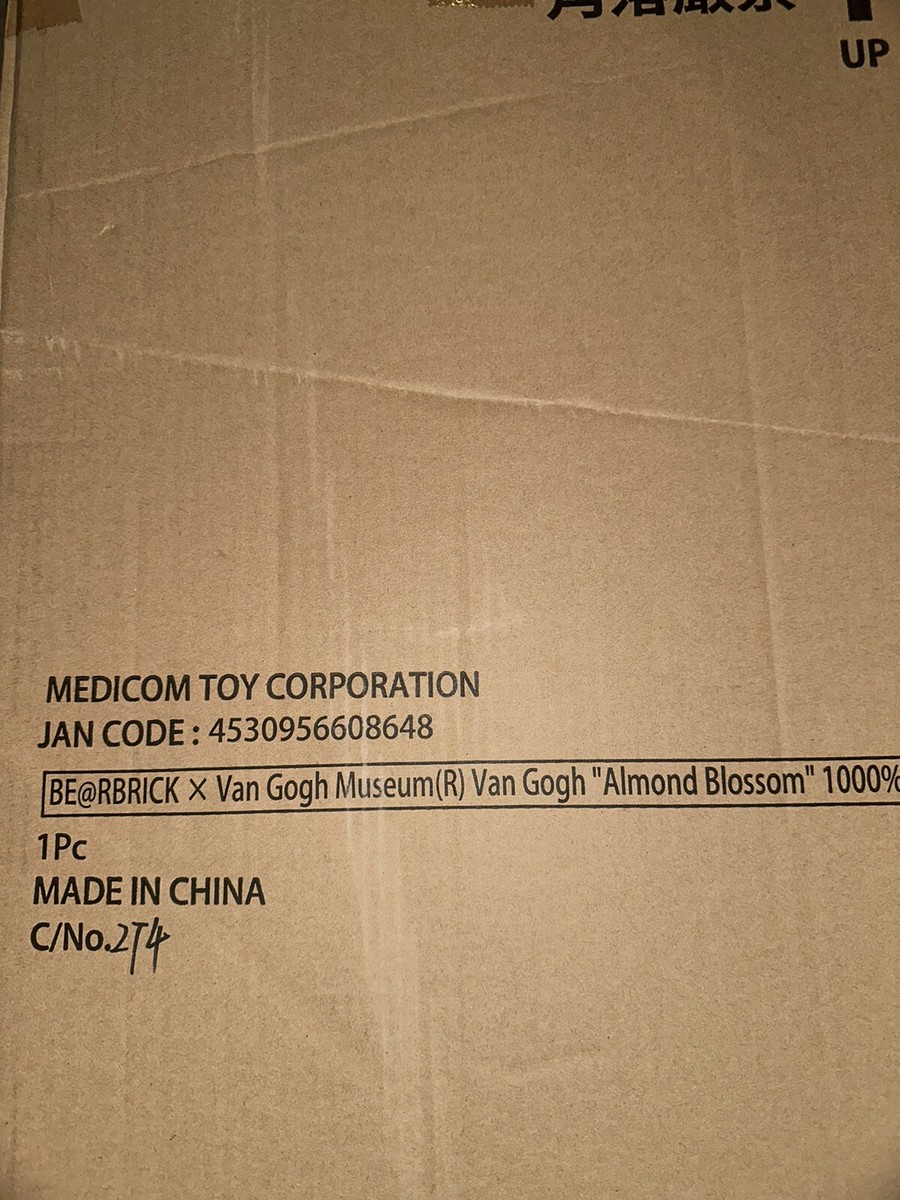 UP
MEDICOM TOY CORPORATION
JAN CODE : 4530956608648
BE@RBRICK × Van Gogh Museum(R) Van Gogh "Almond Blossom" 1000%
1Pc
MADE IN CHINA
C/No.274